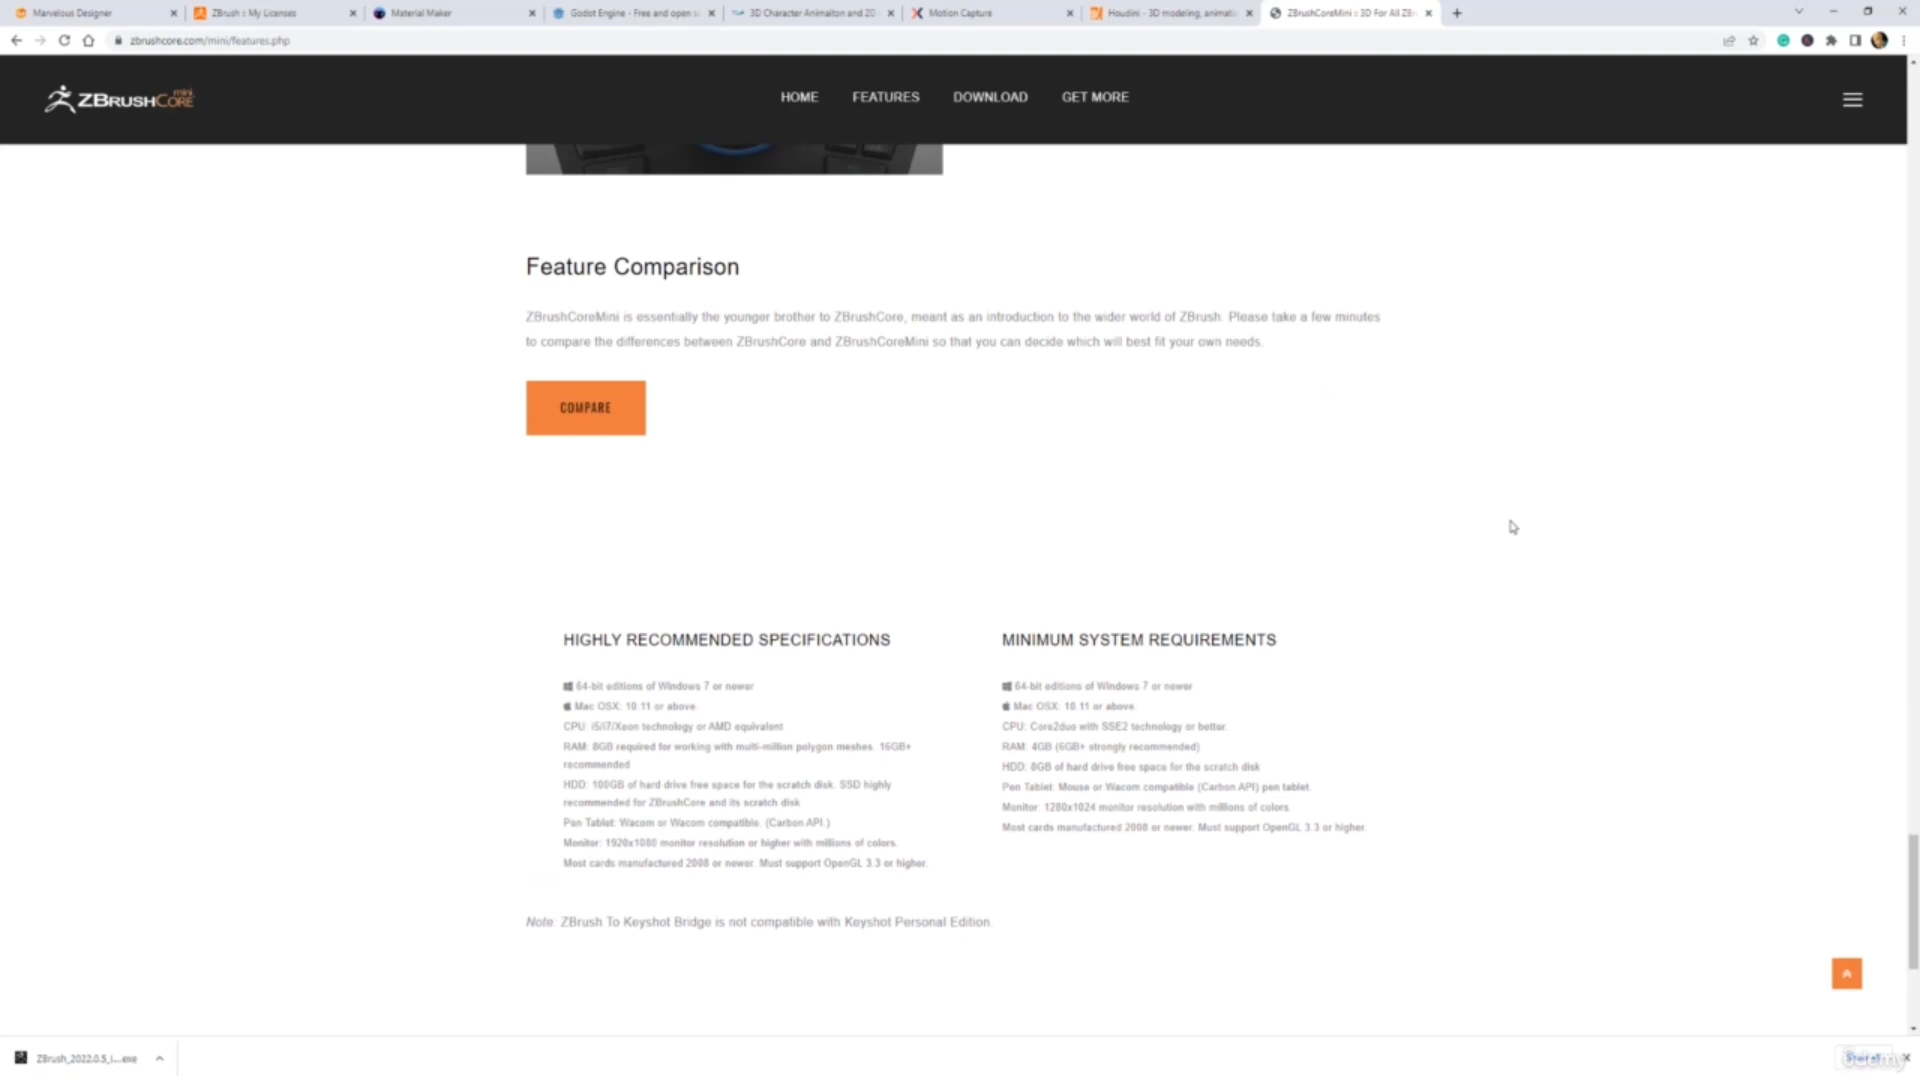 Marvelous Designer
ZBrush :: My Licenses
Material Maker
Godot Engine - Free and open s
3D Character Animaiton and 2D
Motion Capture
Houdini - 3D modeling, animati
ZBrushCoreMini :: 3D For All ZBr
zbrushcore.com/mini/features.php
ZBRUSHCORE mini
HOME
FEATURES
DOWNLOAD
GET MORE
Feature Comparison
ZBrushCoreMini is essentially the younger brother to ZBrushCore, meant as an introduction to the wider world of ZBrush. Please take a few minutes
to compare the differences between ZBrushCore and ZBrushCoreMini so that you can decide which will best fit your own needs.
COMPARE
HIGHLY RECOMMENDED SPECIFICATIONS
64-bit editions of Windows 7 or newer
Mac OSX: 10.11 or above.
CPU: i5/i7/Xeon technology or AMD equivalent
RAM: 8GB required for working with multi-million polygon meshes. 16GB+
recommended
HDD: 100GB of hard drive free space for the scratch disk. SSD highly
recommended for ZBrushCore and its scratch disk
Pen Tablet: Wacom or Wacom compatible. (Carbon API.)
Monitor: 1920x1080 monitor resolution or higher with millions of colors.
Most cards manufactured 2008 or newer. Must support OpenGL 3.3 or higher.
MINIMUM SYSTEM REQUIREMENTS
64-bit editions of Windows 7 or newer
Mac OSX: 10.11 or above.
CPU: Core2duo with SSE2 technology or better.
RAM: 4GB (6GB+ strongly recommended)
HDD: 8GB of hard drive free space for the scratch disk
Pen Tablet: Mouse or Wacom compatible (Carbon API) pen tablet.
Monitor: 1280x1024 monitor resolution with millions of colors.
Most cards manufactured 2008 or newer. Must support OpenGL 3.3 or higher.
Note: ZBrush To Keyshot Bridge is not compatible with Keyshot Personal Edition.
ZBrush_2022.0.5_I....exe
Show all
udemy